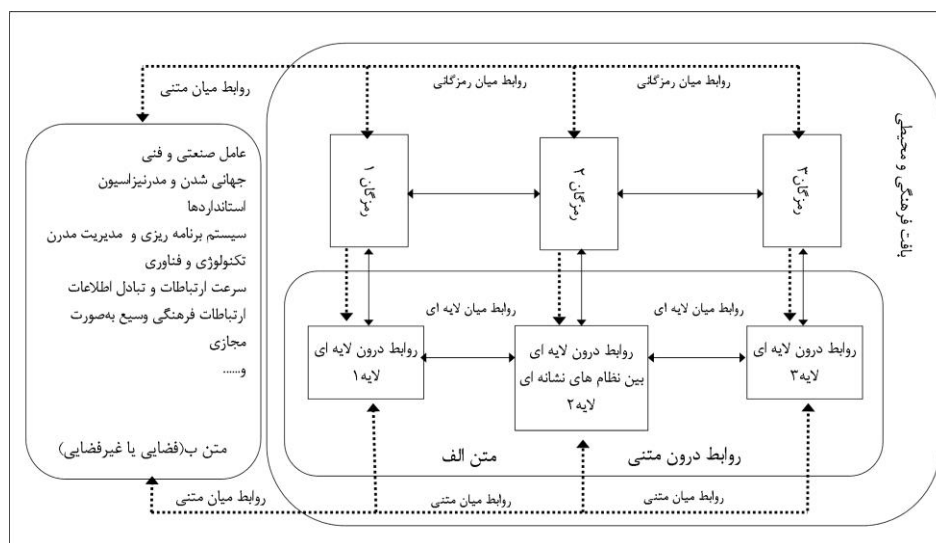 روابط میان رمزگانی
روابط میان رمزگانی
روابط میان متنی
بافت فرهنگی و محیطی
رمزگان ۳
رمزگان ۲
رمزگان ۱
روابط میان لایه ای
روابط میان لایه ای
روابط درون لایه ای
لایه۳
روابط درون لایه ای
بین نظام های نشانه ای
لایه۲
روابط درون لایه ای
لایه۱
روابط درون متنی
متن الف
روابط میان متنی
روابط میان متنی
روابط میان متنی
عامل صنعتی و فنی
جهانی شدن و مدرنیزاسیون
استانداردها
سیستم برنامه ریزی و مدیریت مدرن
تکنولوژی و فناوری
سرعت ارتباطات و تبادل اطلاعات
ارتباطات فرهنگی وسیع به‌صورت
مجازی
و......
متن ب(فضایی یا غیرفضایی)